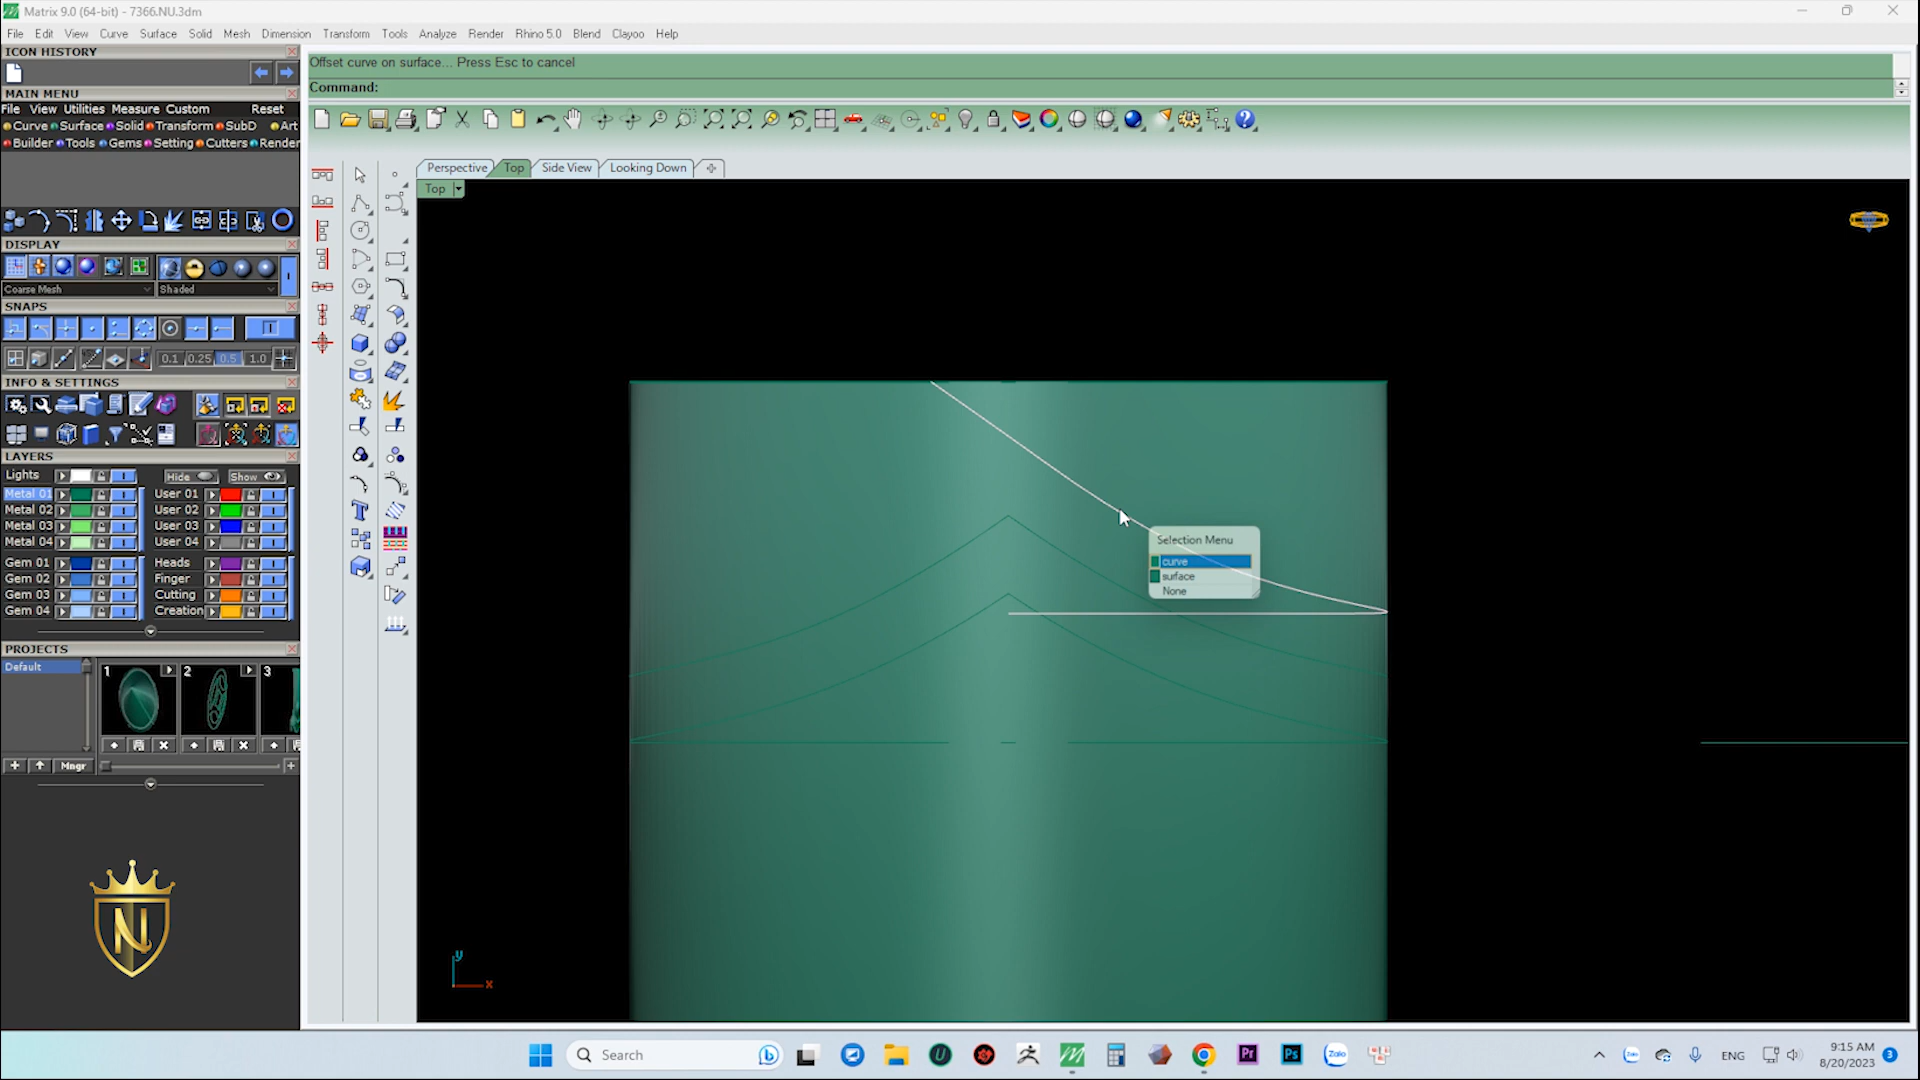 Matrix 9.0 (64-bit) - 7366.NU.3dm
File Edit View Curve Surface Solid Mesh Dimension Transform Tools Analyze Render Rhino 5.0 Blend Clayoo Help
ICON HISTORY
Offset curve on surface... Press Esc to cancel
Command:
MAIN MENU
File View Utilities Measure Custom Reset
Curve Surface Solid Transform SubD Art
Builder Tools Gems Setting Cutters Render
Perspective Top Side View Looking Down
Top
DISPLAY
Coarse Mesh Shaded
SNAPS
0.1 0.25 0.5 1.0
INFO & SETTINGS
LAYERS
Lights Hide Show
Metal 01 User 01
Metal 02 User 02
Metal 03 User 03
Metal 04 User 04
Gem 01 Heads
Gem 02 Finger
Gem 03 Cutting
Gem 04 Creation
PROJECTS
Default
1 2 3
Mngr
N
Selection Menu
curve
surface
None
y
x
Search
U
Pr
Ps
Zalo
ENG
9:15 AM
8/20/2023
3